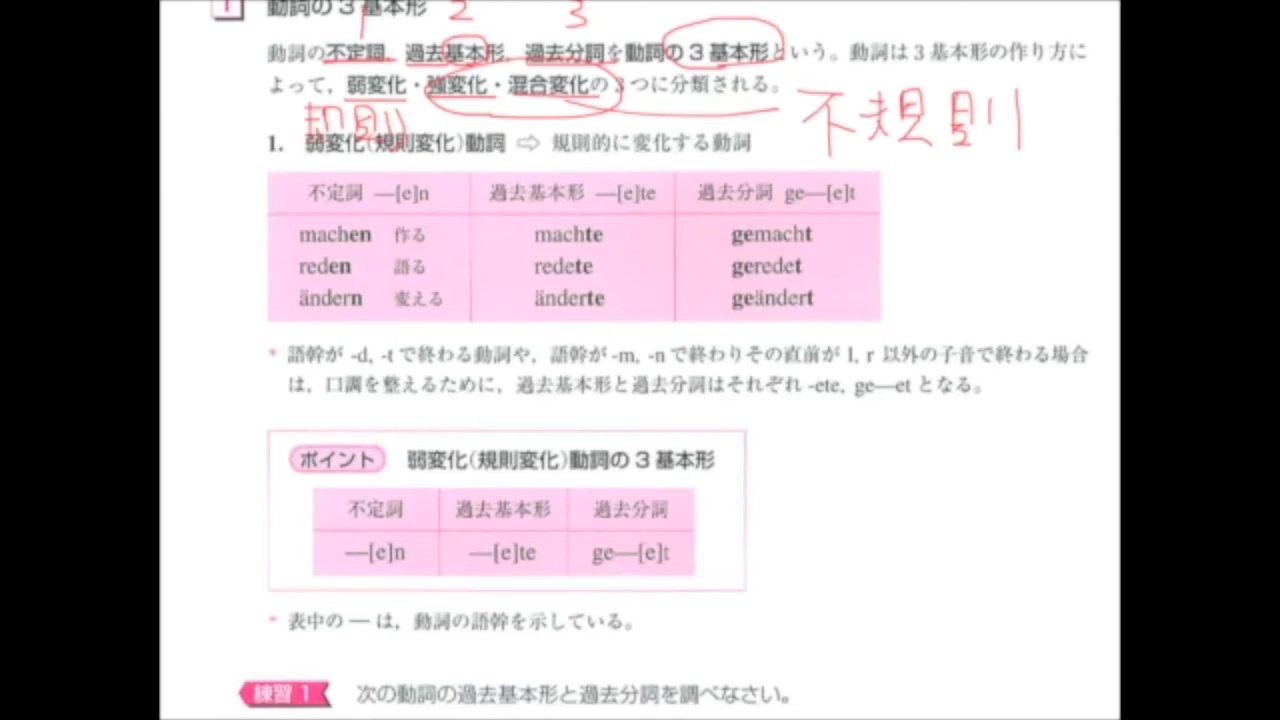 1 動詞の3基本形
1 2 3
動詞の不定詞，過去基本形，過去分詞を動詞の3基本形という。動詞は3基本形の作り方に
よって，弱変化・強変化・混合変化の3つに分類される。
不規則
1. 弱変化(規則変化)動詞 ⇨ 規則的に変化する動詞
不定詞 —[e]n 過去基本形 —[e]te 過去分詞 ge—[e]t
machen 作る machte gemacht
reden 語る redete geredet
ändern 変える änderte geändert
* 語幹が -d, -t で終わる動詞や，語幹が -m, -n で終わりその直前が l, r 以外の子音で終わる場合
は，口調を整えるために，過去基本形と過去分詞はそれぞれ -ete, ge—et となる。
ポイント 弱変化(規則変化)動詞の3基本形
不定詞 過去基本形 過去分詞
—[e]n —[e]te ge—[e]t
* 表中の — は，動詞の語幹を示している。
練習 1 次の動詞の過去基本形と過去分詞を調べなさい。